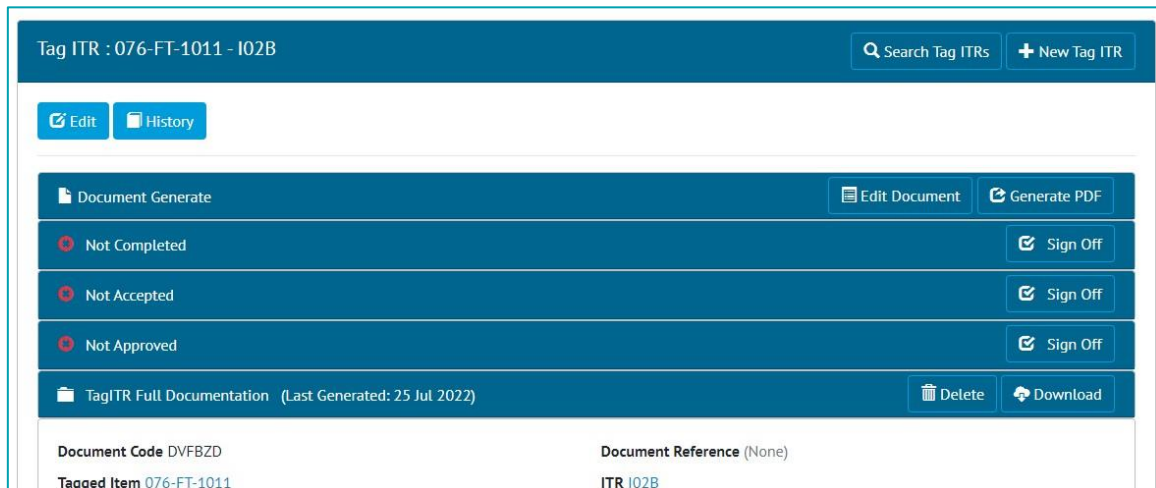 Tag ITR : 076-FT-1011 - I02B Search Tag ITRs New Tag ITR
Edit History
Document Generate Edit Document Generate PDF
Not Completed Sign Off
Not Accepted Sign Off
Not Approved Sign Off
TagITR Full Documentation (Last Generated: 25 Jul 2022) Delete Download
Document Code DVFBZD Document Reference (None)
Tagged Item 076-FT-1011 ITR I02B